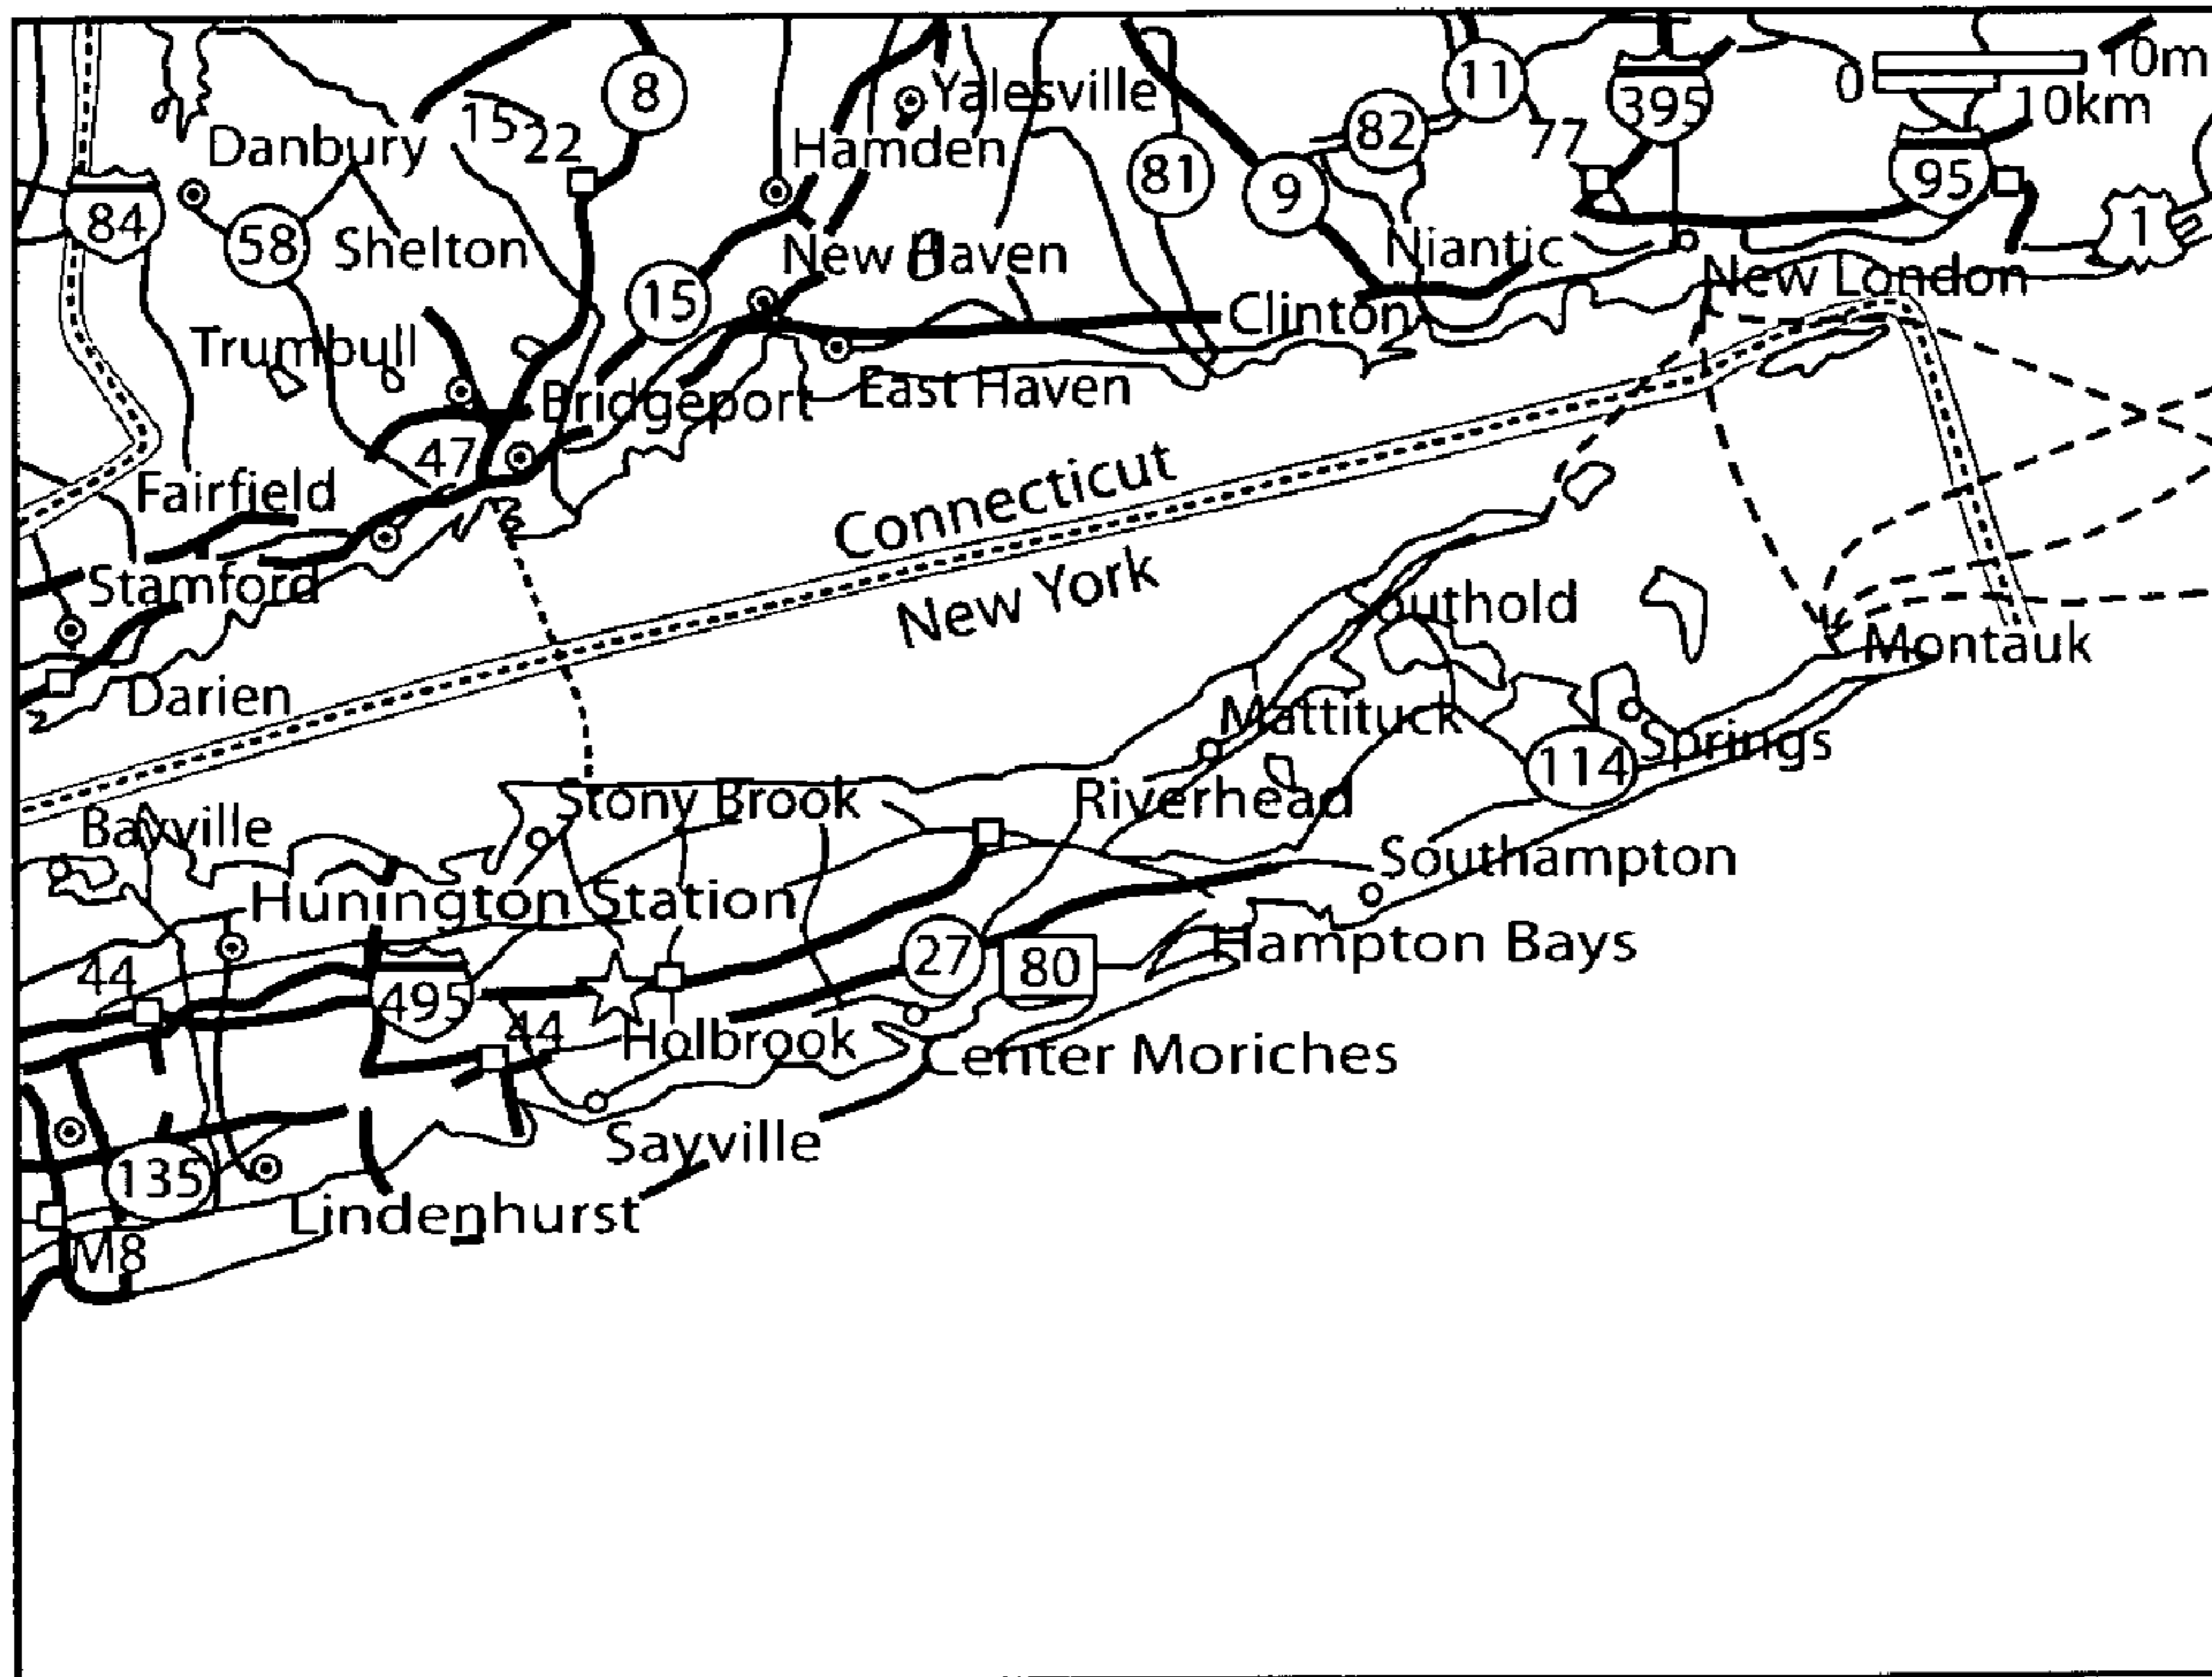 8
Yalesville
11
395
0
10m
10km
Danbury
15
22
Hamden
82
77
81
9
95
84
58
Shelton
New Haven
Niantic
1
New London
15
Clinton
Trumbull
Bridgeport
East Haven
47
Fairfield
Connecticut
New York
Stamford
Southold
Montauk
Darien
Mattituck
Springs
114
Stony Brook
Riverhead
Bayville
Southampton
Hunington Station
27
80
Hampton Bays
44
495
44
Holbrook
Center Moriches
Sayville
135
Lindenhurst
M8